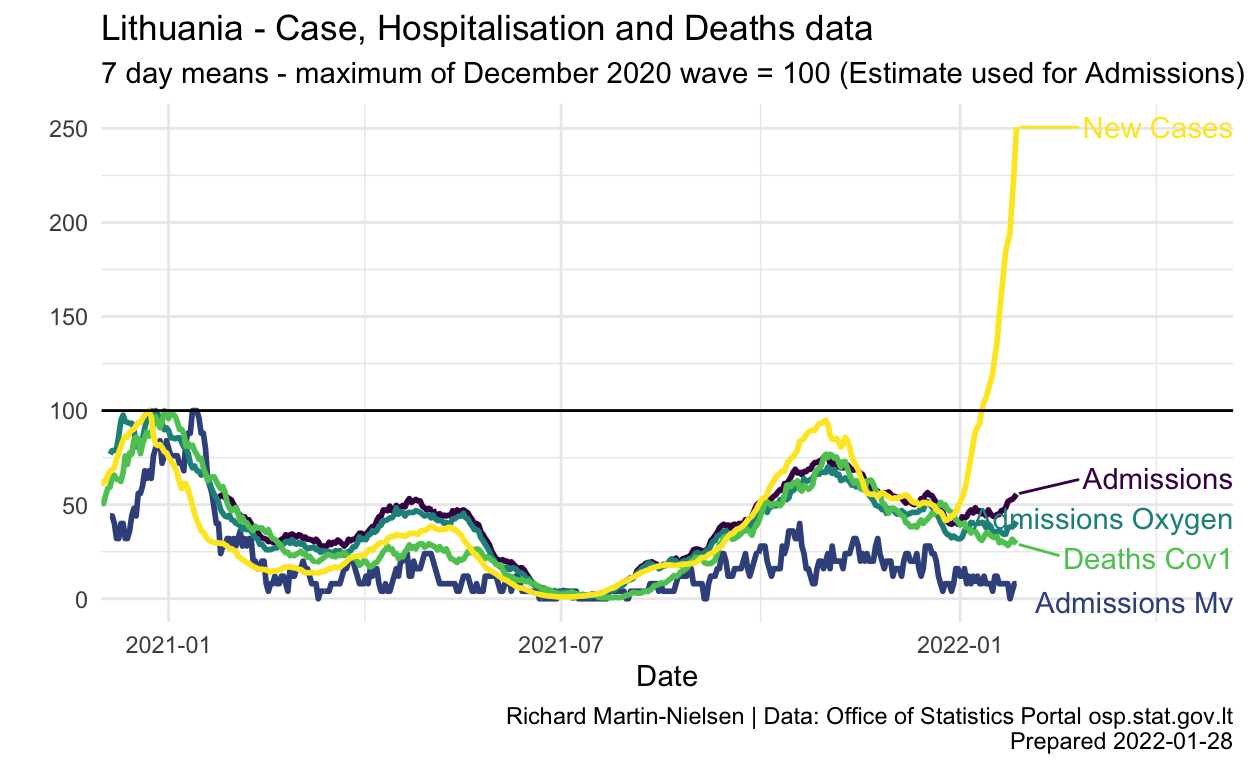 Lithuania - Case, Hospitalisation and Deaths data
7 day means - maximum of December 2020 wave = 100 (Estimate used for Admissions)
250
200
150
100
50
0
New Cases
Admissions
Admissions Oxygen
Deaths Cov1
Admissions Mv
2021-01
2021-07
2022-01
Date
Richard Martin-Nielsen | Data: Office of Statistics Portal osp.stat.gov.lt
Prepared 2022-01-28